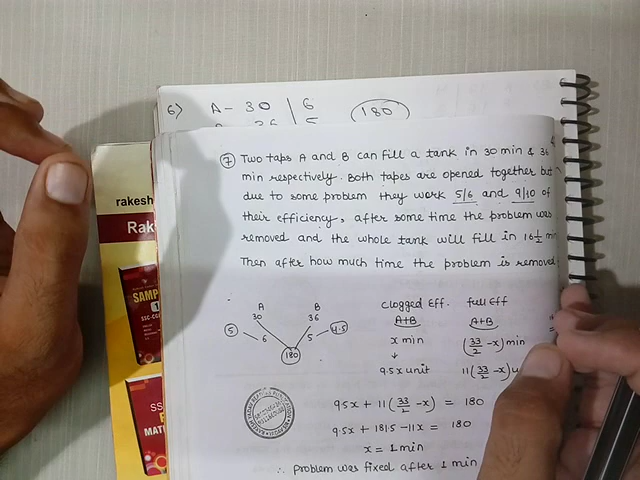 6) A - 30 | 6
180
rakesh
Rak
SAMP
SSC-CG
⑦ Two taps A and B can fill a tank in 30 min & 36
min respectively. Both tapes are opened together but
due to some problem they work 5/6 and 9/10 of
their efficiency, after some time the problem was
removed and the whole tank will fill in 16½ min
Then after how much time the problem is removed.
A B clogged Eff. full Eff
30 36 A+B A+B
5 6 5 4.5 x min (33/2 - x) min
180 ↓
9.5x unit 11(33/2 - x) u
9.5x + 11(33/2 - x) = 180
9.5x + 181.5 - 11x = 180
x = 1 min
∴ problem was fixed after 1 min
SS
MAT